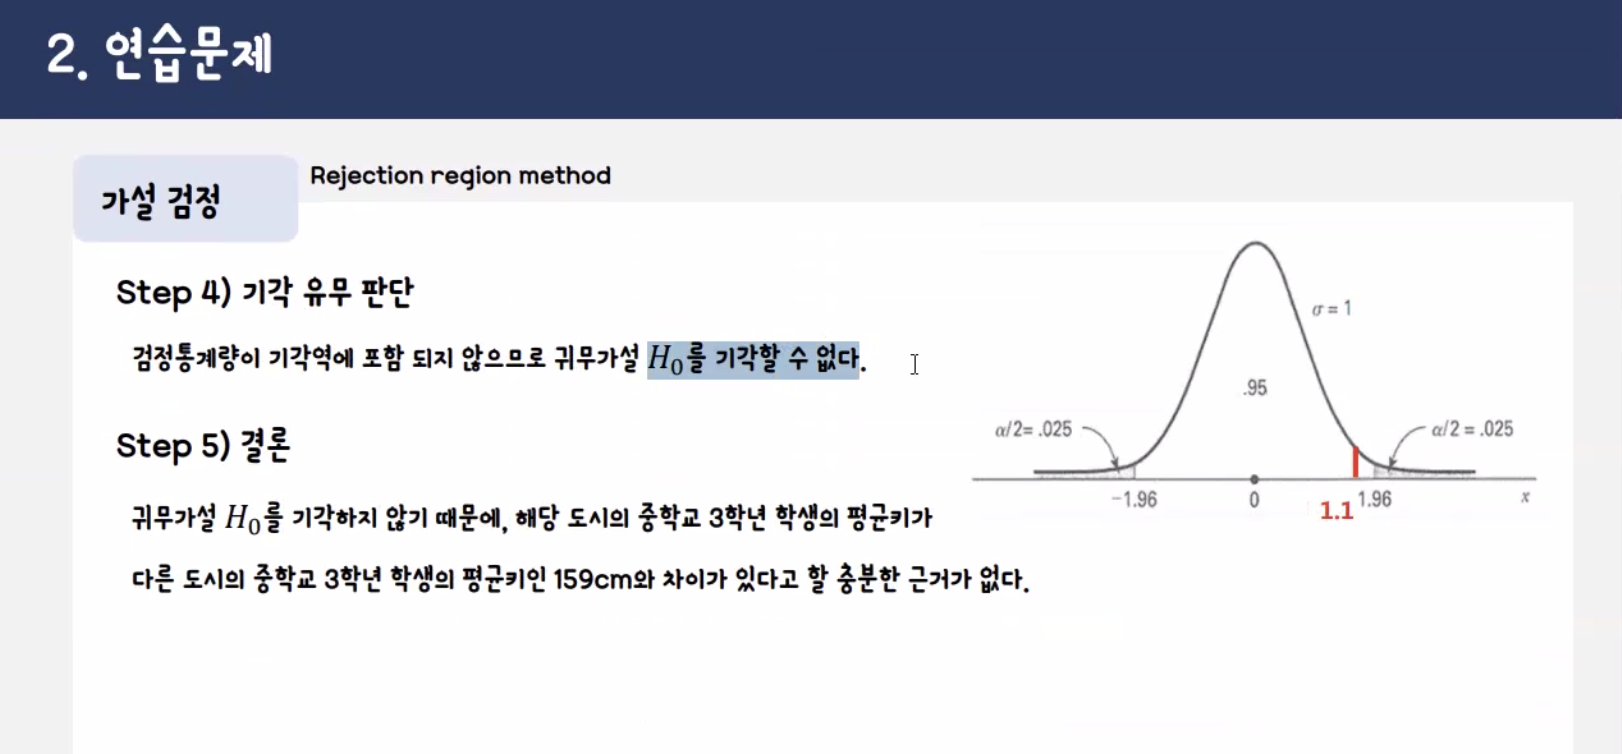 2. 연습문제
가설 검정
Rejection region method
Step 4) 기각 유무 판단
검정통계량이 기각역에 포함 되지 않으므로 귀무가설 H₀를 기각할 수 없다.
Step 5) 결론
귀무가설 H₀를 기각하지 않기 때문에, 해당 도시의 중학교 3학년 학생의 평균키가
다른 도시의 중학교 3학년 학생의 평균키인 159cm와 차이가 있다고 할 충분한 근거가 없다.
σ = 1
.95
α/2= .025
α/2 = .025
−1.96
0
1.1
1.96
x